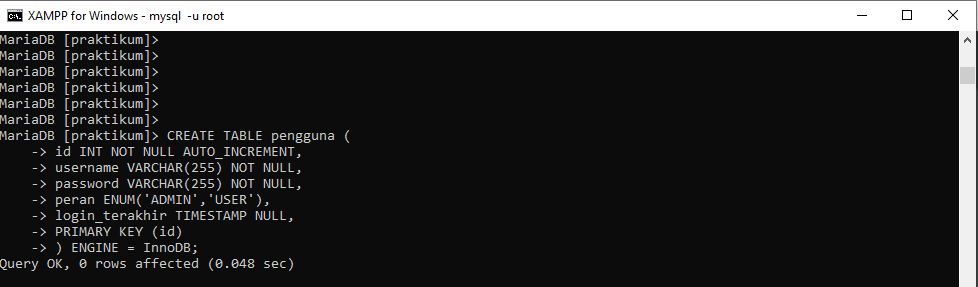 XAMPP for Windows - mysql -u root
MariaDB [praktikum]>
MariaDB [praktikum]>
MariaDB [praktikum]>
MariaDB [praktikum]>
MariaDB [praktikum]>
MariaDB [praktikum]>
MariaDB [praktikum]> CREATE TABLE pengguna (
    -> id INT NOT NULL AUTO_INCREMENT,
    -> username VARCHAR(255) NOT NULL,
    -> password VARCHAR(255) NOT NULL,
    -> peran ENUM('ADMIN','USER'),
    -> login_terakhir TIMESTAMP NULL,
    -> PRIMARY KEY (id)
    -> ) ENGINE = InnoDB;
Query OK, 0 rows affected (0.048 sec)